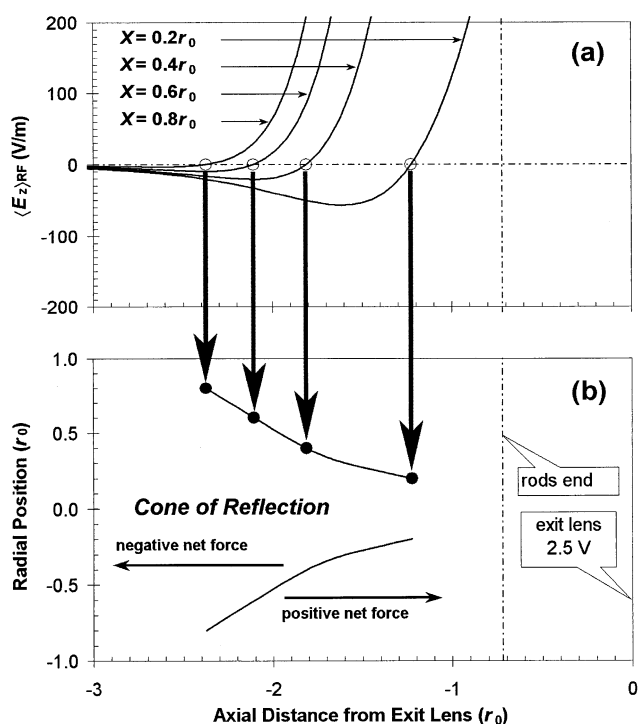 200
100
0
-100
-200
⟨Ez⟩RF (V/m)
X = 0.2r0
X = 0.4r0
X = 0.6r0
X = 0.8r0
(a)
1.0
0.5
0.0
-0.5
-1.0
Radial Position (r0)
(b)
rods end
Cone of Reflection
exit lens
2.5 V
negative net force
positive net force
-3
-2
-1
0
Axial Distance from Exit Lens (r0)